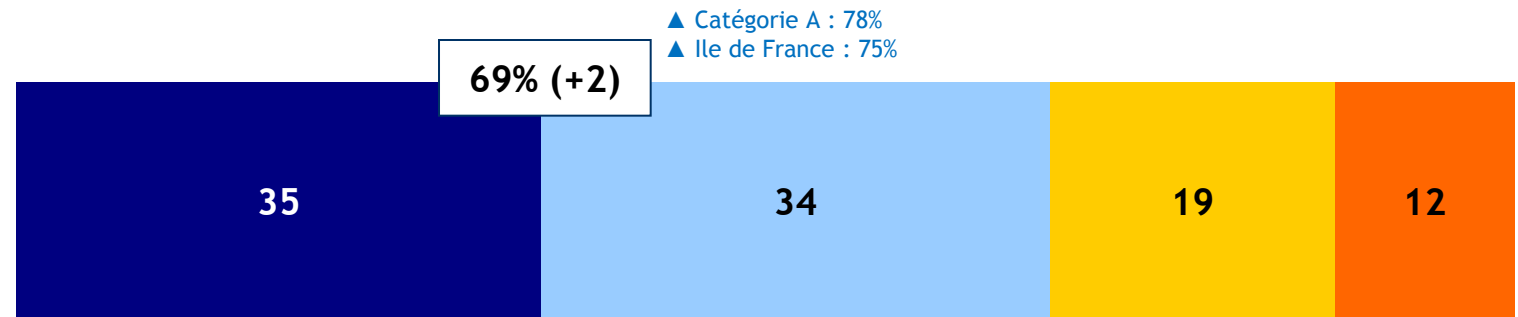 ▲ Catégorie A : 78%
▲ Ile de France : 75%
69% (+2)
35
34
19
12